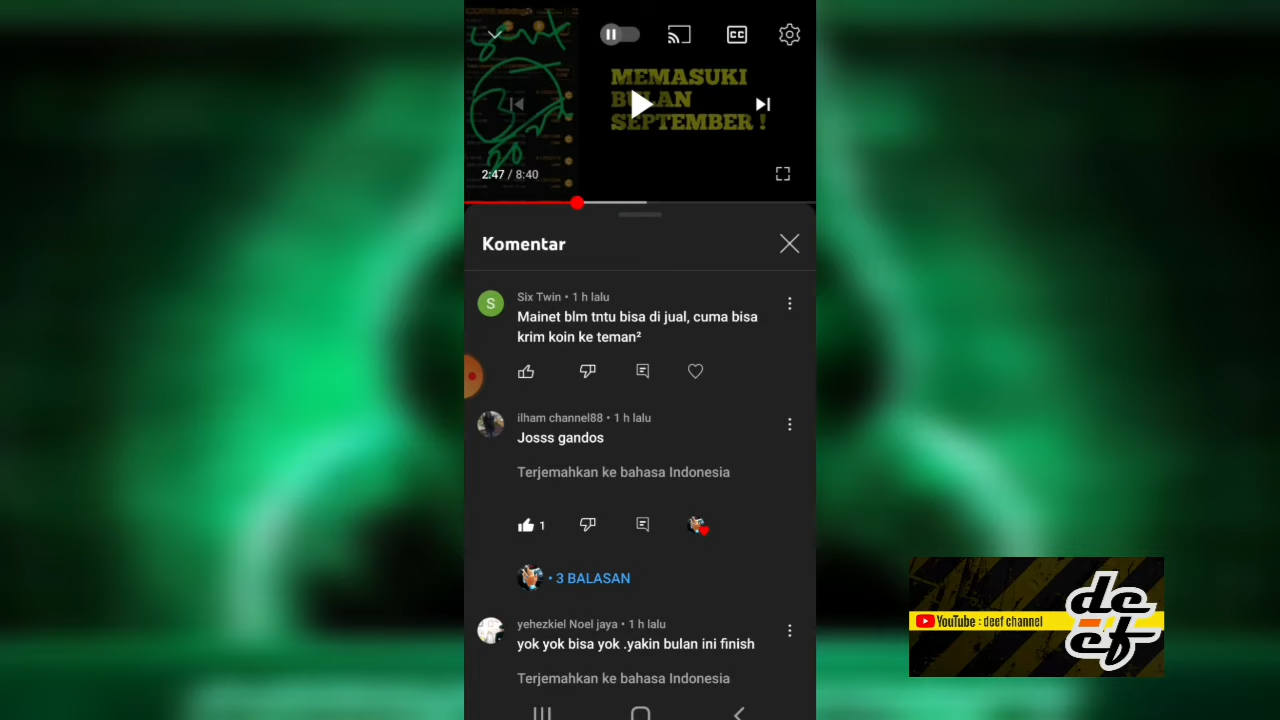 MEMASUKI
BULAN
SEPTEMBER !
CC
2:47 / 8:40
Komentar
S
Six Twin • 1 h lalu
Mainet blm tntu bisa di jual, cuma bisa
krim koin ke teman²
ilham channel88 • 1 h lalu
Josss gandos
Terjemahkan ke bahasa Indonesia
1
• 3 BALASAN
yehezkiel Noel jaya • 1 h lalu
yok yok bisa yok .yakin bulan ini finish
Terjemahkan ke bahasa Indonesia
YouTube : deef channel
de
ef